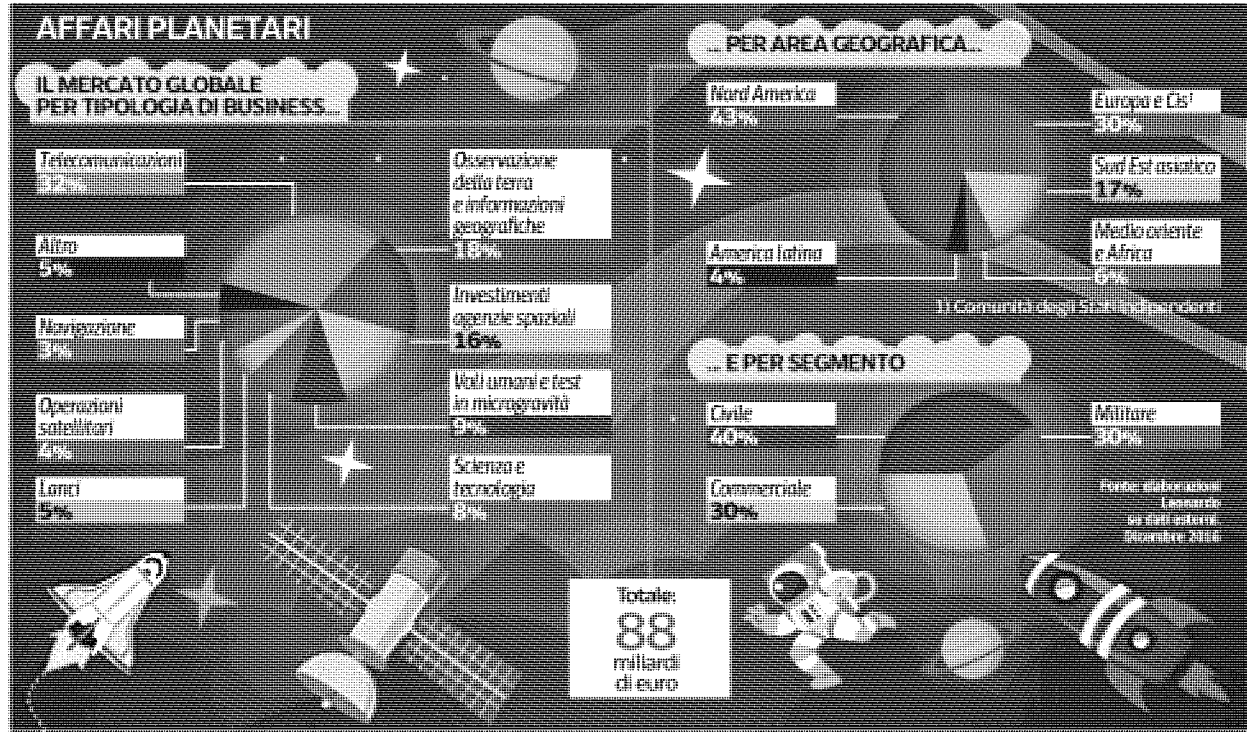 AFFARI PLANETARI
IL MERCATO GLOBALE
PER TIPOLOGIA DI BUSINESS...
Telecomunicazioni
32%
Altro
5%
Navigazione
3%
Operazioni
satellitari
4%
Lanci
5%
Osservazione
della terra
e informazioni
geografiche
18%
Investimenti
agenzie spaziali
16%
Voli umani e test
in microgravità
9%
Scienza e
tecnologia
8%
... PER AREA GEOGRAFICA...
Nord America
43%
America latina
4%
Europa e Cis¹
30%
Sud Est asiatico
17%
Medio oriente
e Africa
6%
1) Comunità degli Stati Indipendenti
... E PER SEGMENTO
Civile
40%
Commerciale
30%
Militare
30%
Fonte: elaborazioni
Leonardo
su dati esterni.
Dicembre 2016
Totale:
88
miliardi
di euro